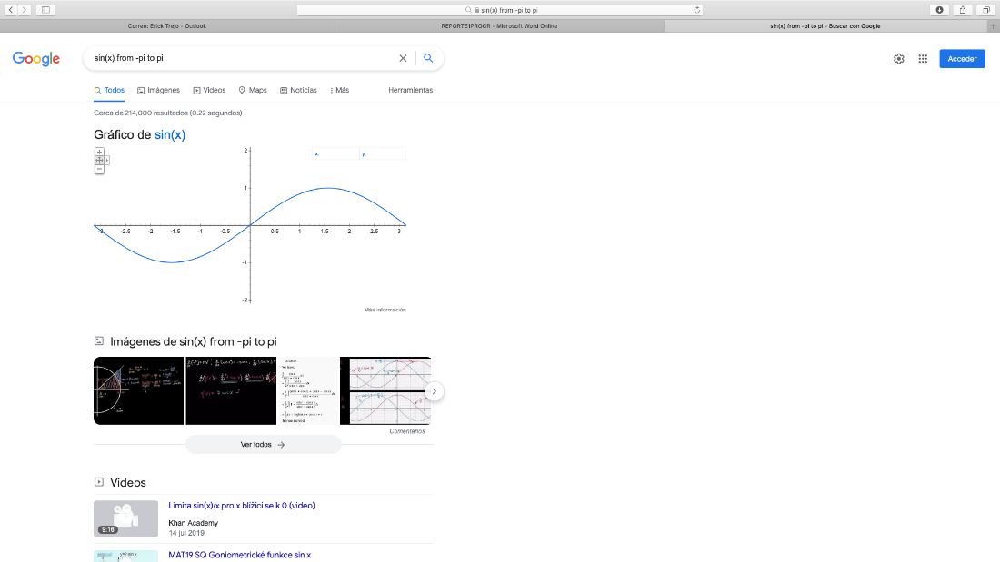 sin(x) from -pi to pi
Correo: Erick Trejo - Outlook
REPORTE1PROGR - Microsoft Word Online
sin(x) from -pi to pi - Buscar con Google
Google
sin(x) from -pi to pi
Acceder
Todos
Imágenes
Videos
Maps
Noticias
Más
Herramientas
Cerca de 214,000 resultados (0.22 segundos)
Gráfico de sin(x)
x:
y:
2
1
-3 -2.5 -2 -1.5 -1 -0.5 0.5 1 1.5 2 2.5 3
-1
-2
Más información
Imágenes de sin(x) from -pi to pi
Solution
hence solved
Comentarios
Ver todos
Videos
Limita sin(x)/x pro x blížící se k 0 (video)
9:16
Khan Academy
14 jul 2019
MAT19 SQ Goniometrické funkce sin x